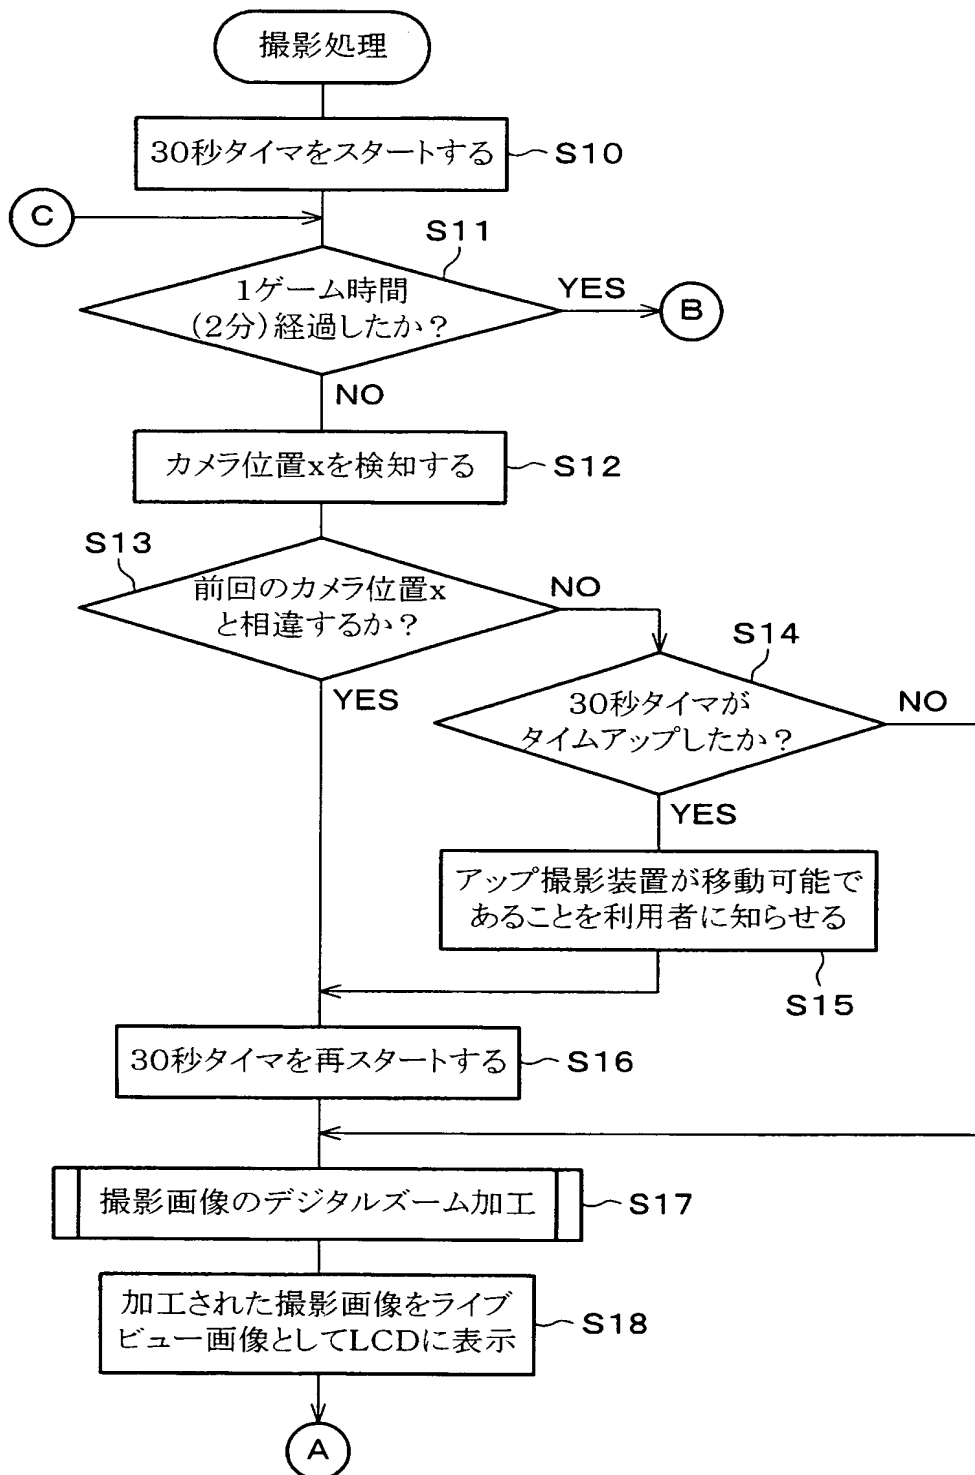 撮影処理
30秒タイマをスタートする
S10
C
S11
1ゲーム時間
(2分)経過したか？
YES
B
NO
カメラ位置xを検知する
S12
S13
前回のカメラ位置x
と相違するか？
NO
YES
S14
30秒タイマが
タイムアップしたか？
NO
YES
アップ撮影装置が移動可能で
あることを利用者に知らせる
S15
30秒タイマを再スタートする
S16
撮影画像のデジタルズーム加工
S17
加工された撮影画像をライブ
ビュー画像としてLCDに表示
S18
A